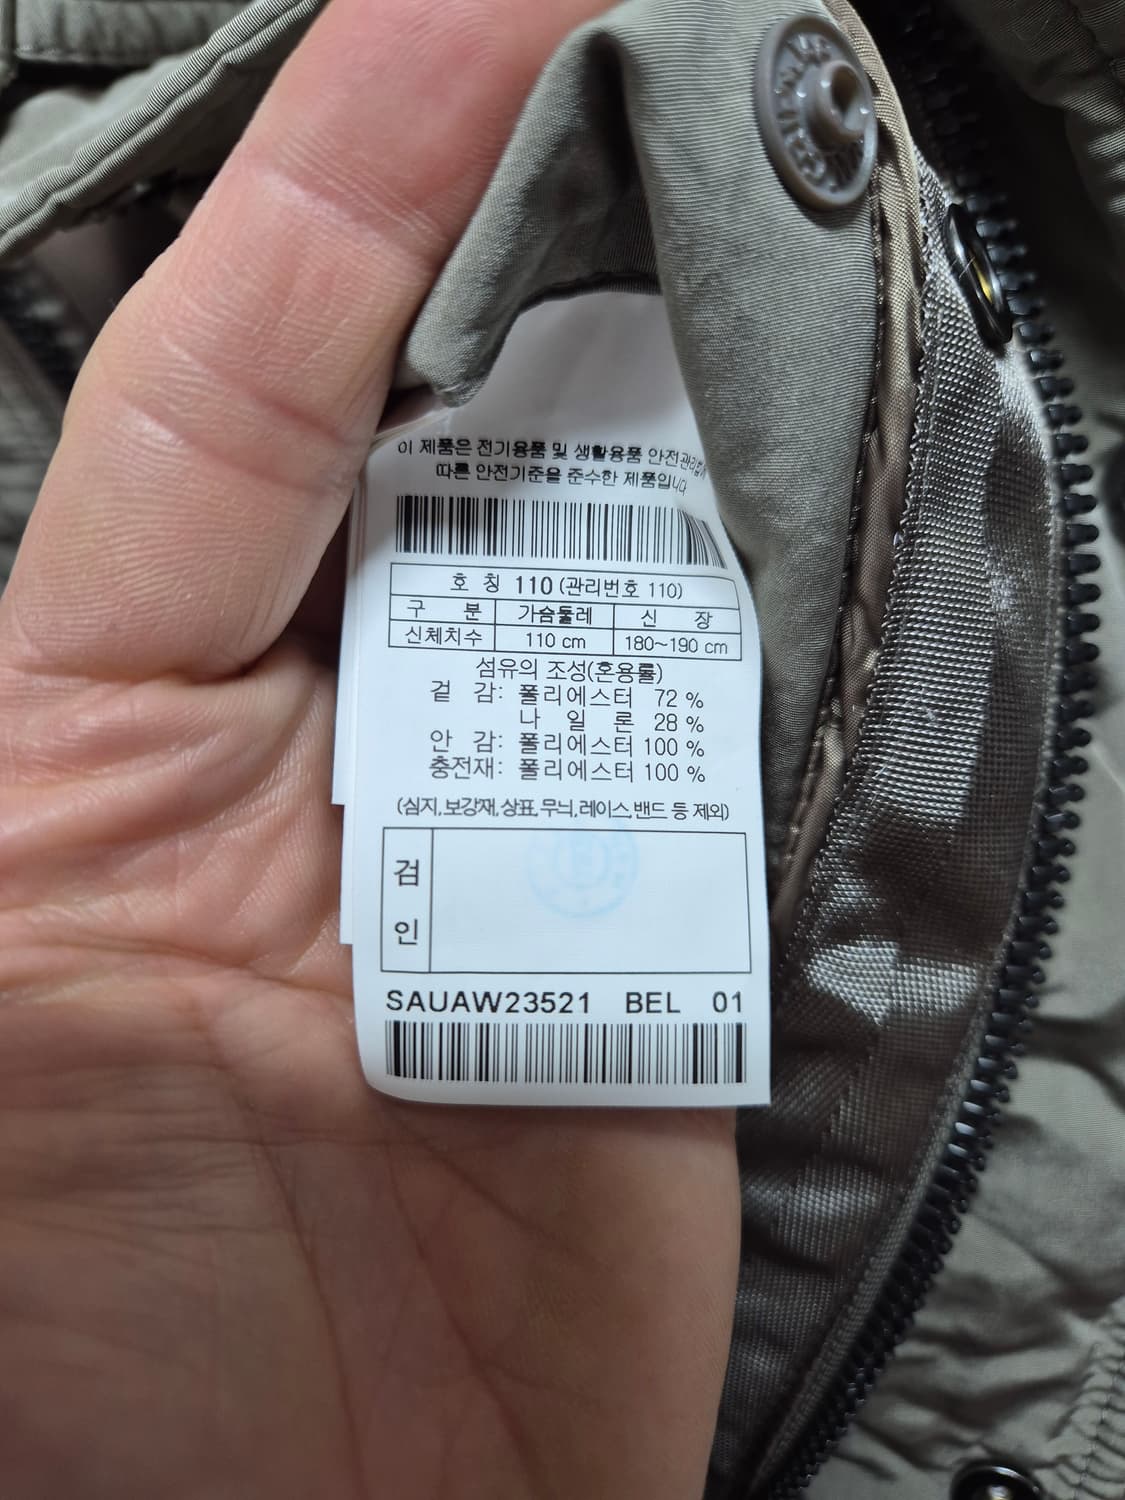 이 제품은 전기용품 및 생활용품 안전관리법에
따른 안전기준을 준수한 제품입니다
호 칭 110 (관리번호 110)
구 분 가슴둘레 신 장
신체치수 110 cm 180~190 cm
섬유의 조성(혼용률)
겉 감: 폴리에스터 72 %
나 일 론 28 %
안 감: 폴리에스터 100 %
충전재: 폴리에스터 100 %
(심지,보강재,상표,무늬,레이스,밴드 등 제외)
검
인
SAUAW23521 BEL 01